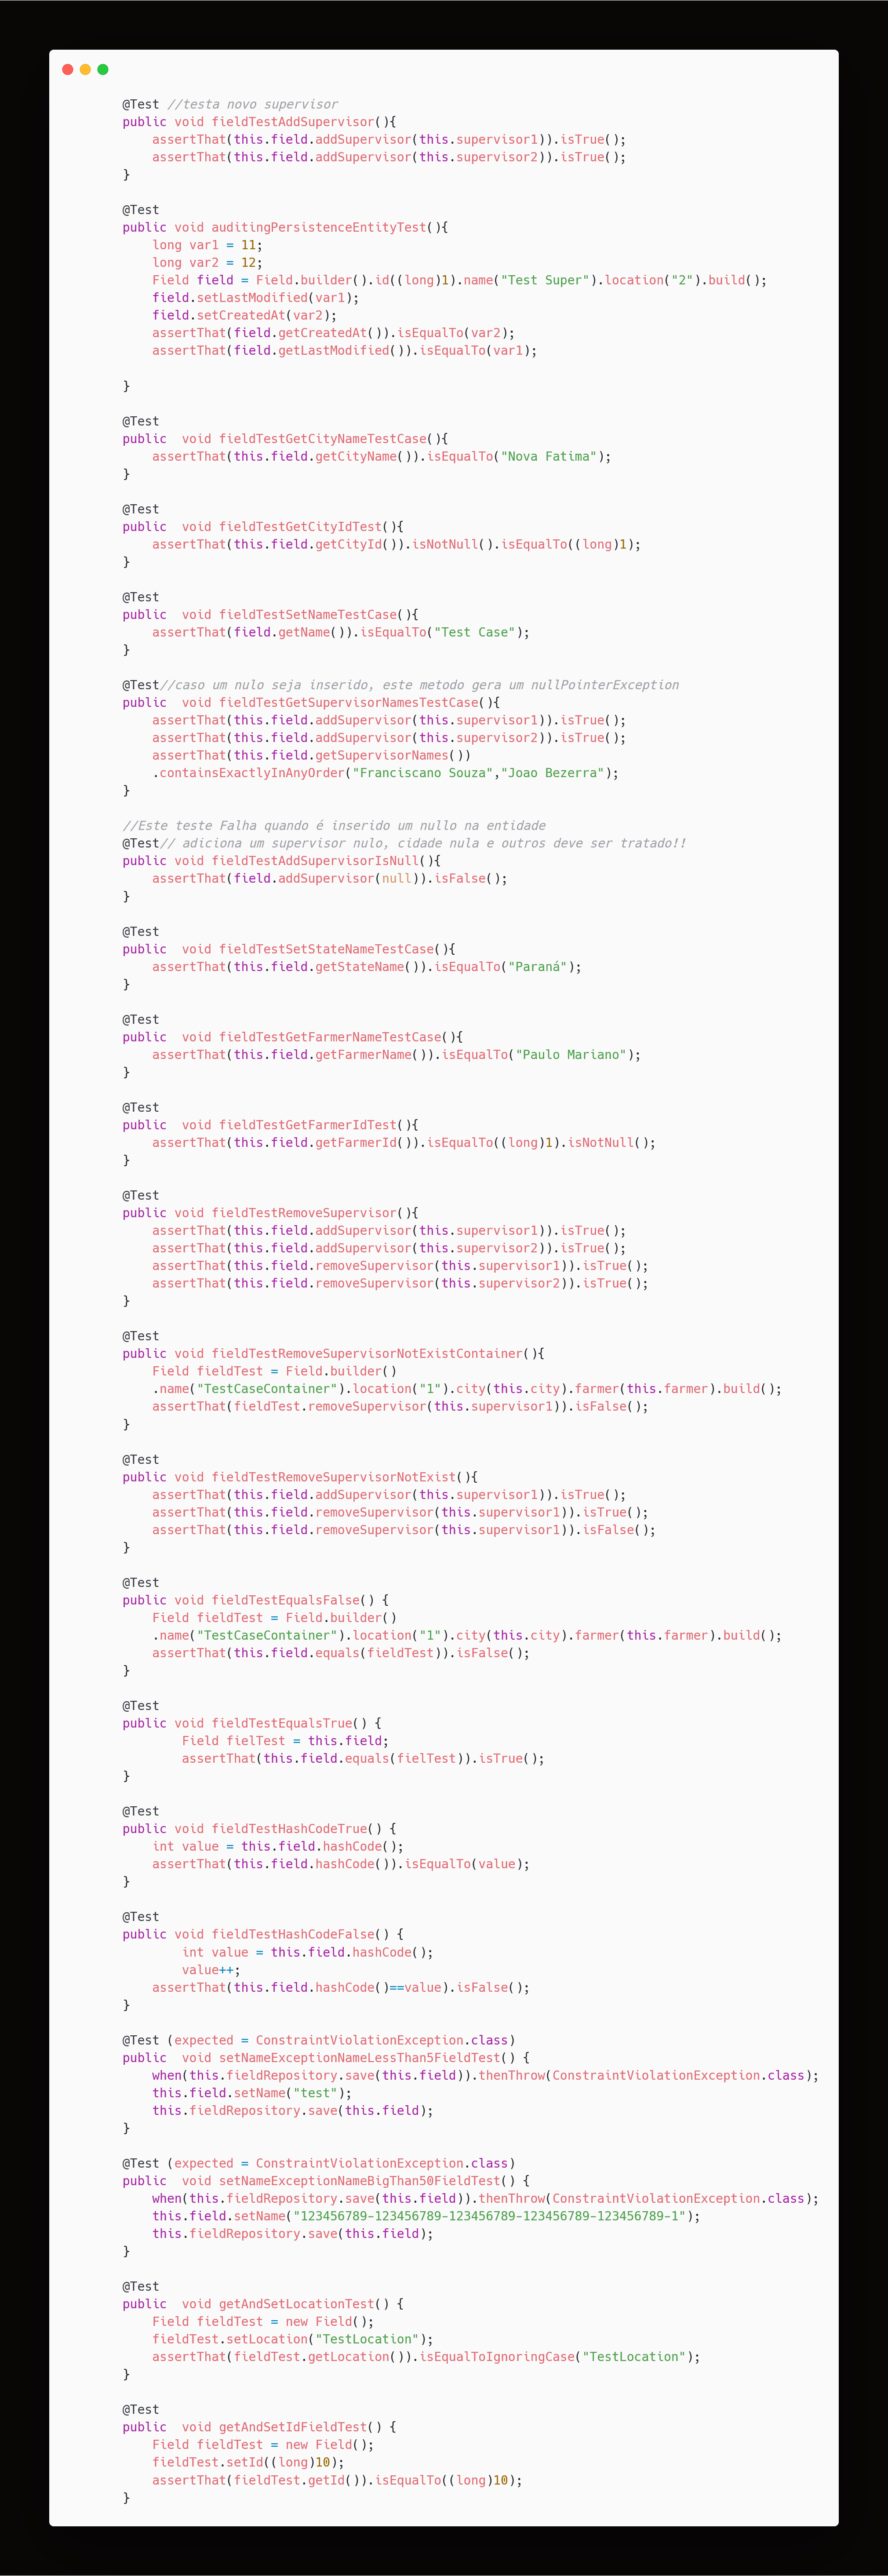 @Test //testa novo supervisor
public void fieldTestAddSupervisor(){
    assertThat(this.field.addSupervisor(this.supervisor1)).isTrue();
    assertThat(this.field.addSupervisor(this.supervisor2)).isTrue();
}

@Test
public void auditingPersistenceEntityTest(){
    long var1 = 11;
    long var2 = 12;
    Field field = Field.builder().id((long)1).name("Test Super").location("2").build();
    field.setLastModified(var1);
    field.setCreatedAt(var2);
    assertThat(field.getCreatedAt()).isEqualTo(var2);
    assertThat(field.getLastModified()).isEqualTo(var1);

}

@Test
public  void fieldTestGetCityNameTestCase(){
    assertThat(this.field.getCityName()).isEqualTo("Nova Fatima");
}

@Test
public  void fieldTestGetCityIdTest(){
    assertThat(this.field.getCityId()).isNotNull().isEqualTo((long)1);
}

@Test
public  void fieldTestSetNameTestCase(){
    assertThat(field.getName()).isEqualTo("Test Case");
}

@Test//caso um nulo seja inserido, este metodo gera um nullPointerException
public  void fieldTestGetSupervisorNamesTestCase(){
    assertThat(this.field.addSupervisor(this.supervisor1)).isTrue();
    assertThat(this.field.addSupervisor(this.supervisor2)).isTrue();
    assertThat(this.field.getSupervisorNames())
    .containsExactlyInAnyOrder("Franciscano Souza","Joao Bezerra");
}

//Este teste Falha quando é inserido um nullo na entidade
@Test// adiciona um supervisor nulo, cidade nula e outros deve ser tratado!!
public void fieldTestAddSupervisorIsNull(){
    assertThat(field.addSupervisor(null)).isFalse();
}

@Test
public  void fieldTestSetStateNameTestCase(){
    assertThat(this.field.getStateName()).isEqualTo("Paraná");
}

@Test
public  void fieldTestGetFarmerNameTestCase(){
    assertThat(this.field.getFarmerName()).isEqualTo("Paulo Mariano");
}

@Test
public  void fieldTestGetFarmerIdTest(){
    assertThat(this.field.getFarmerId()).isEqualTo((long)1).isNotNull();
}

@Test
public void fieldTestRemoveSupervisor(){
    assertThat(this.field.addSupervisor(this.supervisor1)).isTrue();
    assertThat(this.field.addSupervisor(this.supervisor2)).isTrue();
    assertThat(this.field.removeSupervisor(this.supervisor1)).isTrue();
    assertThat(this.field.removeSupervisor(this.supervisor2)).isTrue();
}

@Test
public void fieldTestRemoveSupervisorNotExistContainer(){
    Field fieldTest = Field.builder()
    .name("TestCaseContainer").location("1").city(this.city).farmer(this.farmer).build();
    assertThat(fieldTest.removeSupervisor(this.supervisor1)).isFalse();
}

@Test
public void fieldTestRemoveSupervisorNotExist(){
    assertThat(this.field.addSupervisor(this.supervisor1)).isTrue();
    assertThat(this.field.removeSupervisor(this.supervisor1)).isTrue();
    assertThat(this.field.removeSupervisor(this.supervisor1)).isFalse();
}

@Test
public void fieldTestEqualsFalse() {
    Field fieldTest = Field.builder()
    .name("TestCaseContainer").location("1").city(this.city).farmer(this.farmer).build();
    assertThat(this.field.equals(fieldTest)).isFalse();
}

@Test
public void fieldTestEqualsTrue() {
        Field fielTest = this.field;
        assertThat(this.field.equals(fielTest)).isTrue();
}

@Test
public void fieldTestHashCodeTrue() {
    int value = this.field.hashCode();
    assertThat(this.field.hashCode()).isEqualTo(value);
}

@Test
public void fieldTestHashCodeFalse() {
        int value = this.field.hashCode();
        value++;
    assertThat(this.field.hashCode()==value).isFalse();
}

@Test (expected = ConstraintViolationException.class)
public  void setNameExceptionNameLessThan5FieldTest() {
    when(this.fieldRepository.save(this.field)).thenThrow(ConstraintViolationException.class);
    this.field.setName("test");
    this.fieldRepository.save(this.field);
}

@Test (expected = ConstraintViolationException.class)
public  void setNameExceptionNameBigThan50FieldTest() {
    when(this.fieldRepository.save(this.field)).thenThrow(ConstraintViolationException.class);
    this.field.setName("123456789-123456789-123456789-123456789-123456789-1");
    this.fieldRepository.save(this.field);
}

@Test
public  void getAndSetLocationTest() {
    Field fieldTest = new Field();
    fieldTest.setLocation("TestLocation");
    assertThat(fieldTest.getLocation()).isEqualToIgnoringCase("TestLocation");
}

@Test
public  void getAndSetIdFieldTest() {
    Field fieldTest = new Field();
    fieldTest.setId((long)10);
    assertThat(fieldTest.getId()).isEqualTo((long)10);
}